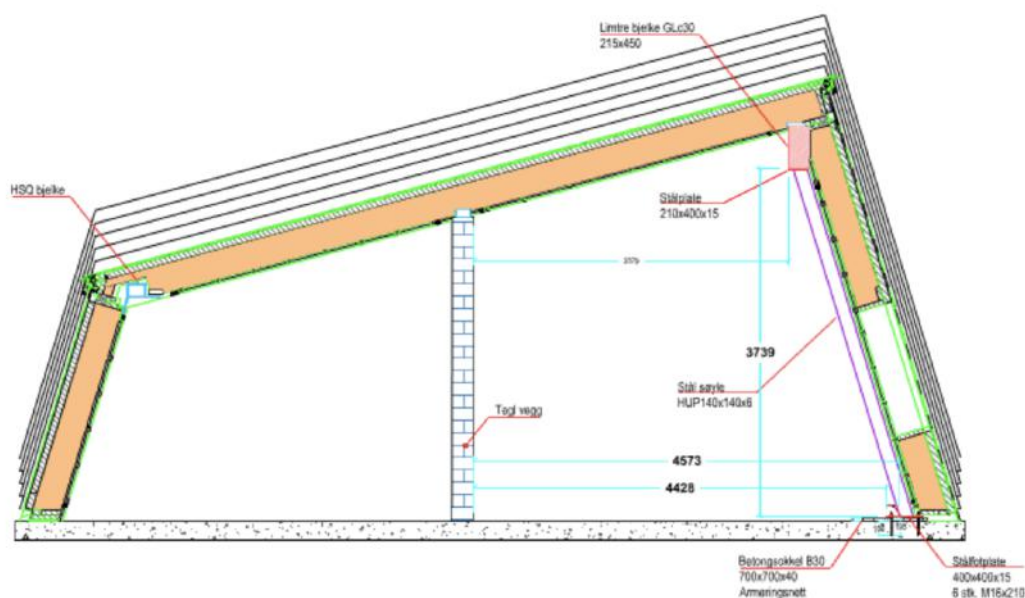 Limtre bjelke GLc30
215x450
HSQ bjelke
Stålplate
210x400x15
3739
Stål søyle
HUP140x140x6
Tegl vegg
4573
4428
Betongsokkel B30
700x700x40
Armeringsnett
Stålfotplate
400x400x15
6 stk. M16x210